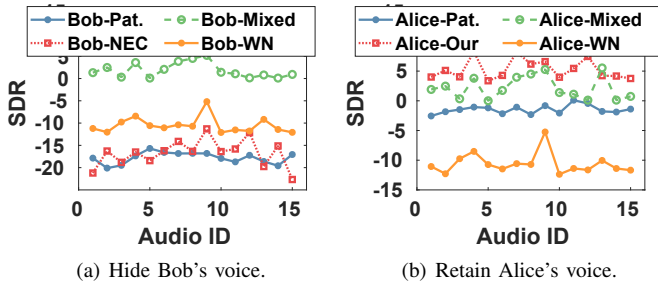 Bob-Pat. Bob-Mixed
Bob-NEC Bob-WN
SDR
5
0
-5
-10
-15
-20
0 5 10 15
Audio ID
(a) Hide Bob's voice.
Alice-Pat. Alice-Mixed
Alice-Our Alice-WN
SDR
5
0
-5
-10
-15
0 5 10 15
Audio ID
(b) Retain Alice's voice.